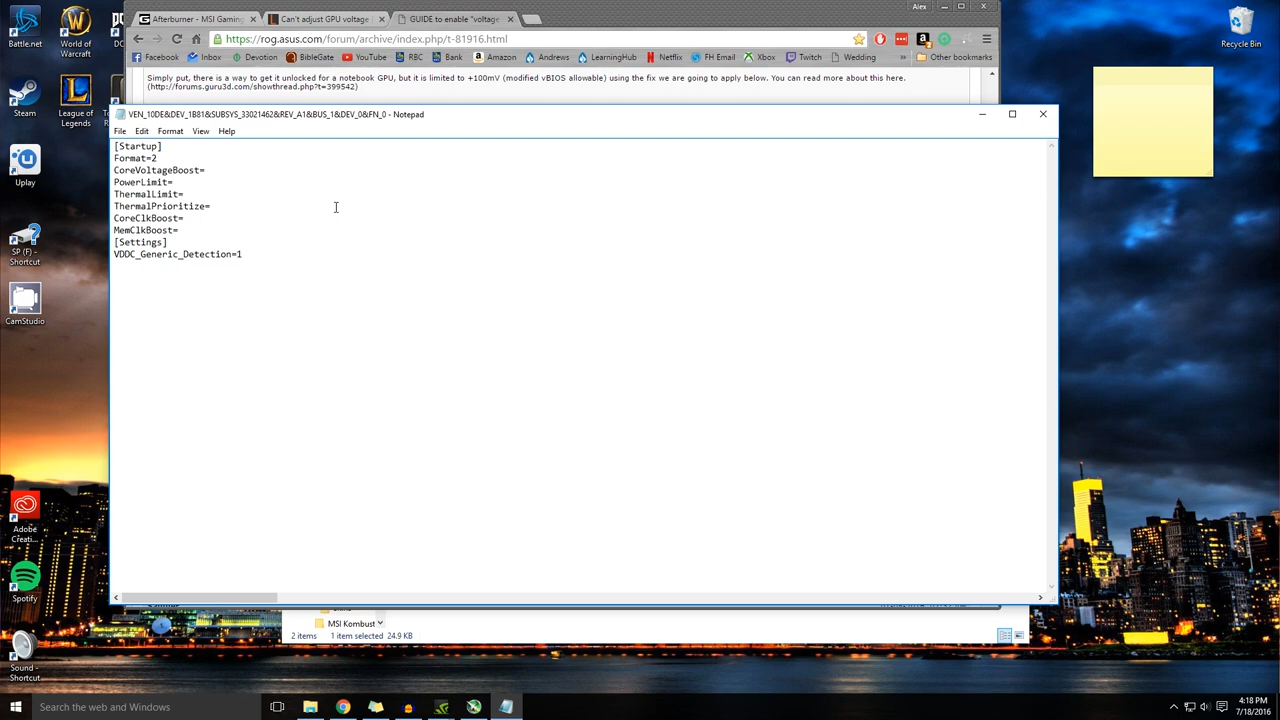 Alex
Afterburner - MSI Gaming
Can't adjust GPU voltage
GUIDE to enable "voltage
https://rog.asus.com/forum/archive/index.php/t-81916.html
Facebook
Inbox
Devotion
BibleGate
YouTube
RBC
Bank
Amazon
Andrews
LearningHub
Netflix
FH Email
Xbox
Twitch
Wedding
»
Other bookmarks
Simply put, there is a way to get it unlocked for a notebook GPU, but it is limited to +100mV (modified vBIOS allowable) using the fix we are going to apply below. You can read more about this here.
(http://forums.guru3d.com/showthread.php?t=399542)
VEN_10DE&DEV_1B81&SUBSYS_33021462&REV_A1&BUS_1&DEV_0&FN_0 - Notepad
File Edit Format View Help
[Startup]
Format=2
CoreVoltageBoost=
PowerLimit=
ThermalLimit=
ThermalPrioritize=
CoreClkBoost=
MemClkBoost=
[Settings]
VDDC_Generic_Detection=1
MSI Kombust
2 items 1 item selected 24.9 KB
Battle.net
World of
Warcraft
Steam
League of
Legends
Uplay
SP (F) -
Shortcut
CamStudio
Adobe
Creati...
Spotify
Sound -
Shortcut
Recycle Bin
Search the web and Windows
4:18 PM
7/18/2016